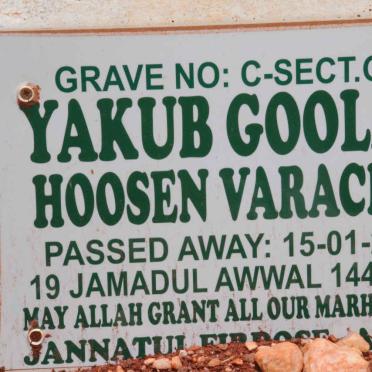 GRAVE NO: C-SECT.
YAKUB GOOL
HOOSEN VARAC
PASSED AWAY: 15-01-
19 JAMADUL AWWAL 144
MAY ALLAH GRANT ALL OUR MARH
JANNATUL FIRDOSE